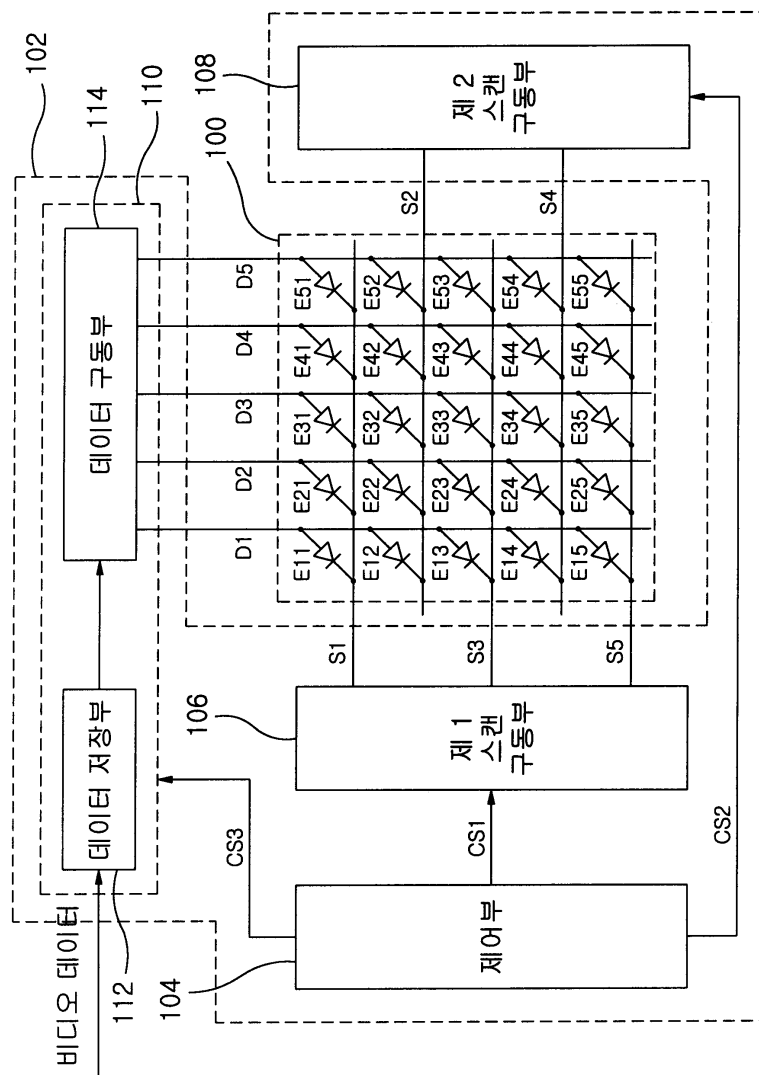 비디오 데이터
112
데이터 저장부
데이터 구동부
102
110
114
CS3
104
제어부
CS1
CS2
106
제 1
스캔
구동부
S1
S3
S5
D1
D2
D3
D4
D5
100
E11
E21
E31
E41
E51
E12
E22
E32
E42
E52
E13
E23
E33
E43
E53
E14
E24
E34
E44
E54
E15
E25
E35
E45
E55
S2
S4
108
제 2
스캔
구동부